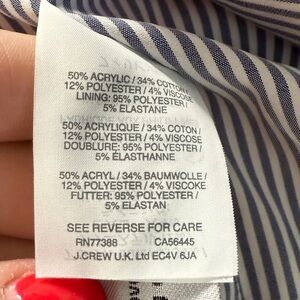 50% ACRYLIC / 34% COTTON /
12% POLYESTER / 4% VISCOSE
LINING: 95% POLYESTER /
5% ELASTANE
50% ACRYLIQUE / 34% COTON /
12% POLYESTER / 4% VISCOSE
DOUBLURE: 95% POLYESTER /
5% ELASTHANNE
50% ACRYL / 34% BAUMWOLLE /
12% POLYESTER / 4% VISKOSE
FUTTER: 95% POLYESTER /
5% ELASTAN
SEE REVERSE FOR CARE
RN77388 CA56445
J.CREW U.K. Ltd EC4V 6JA